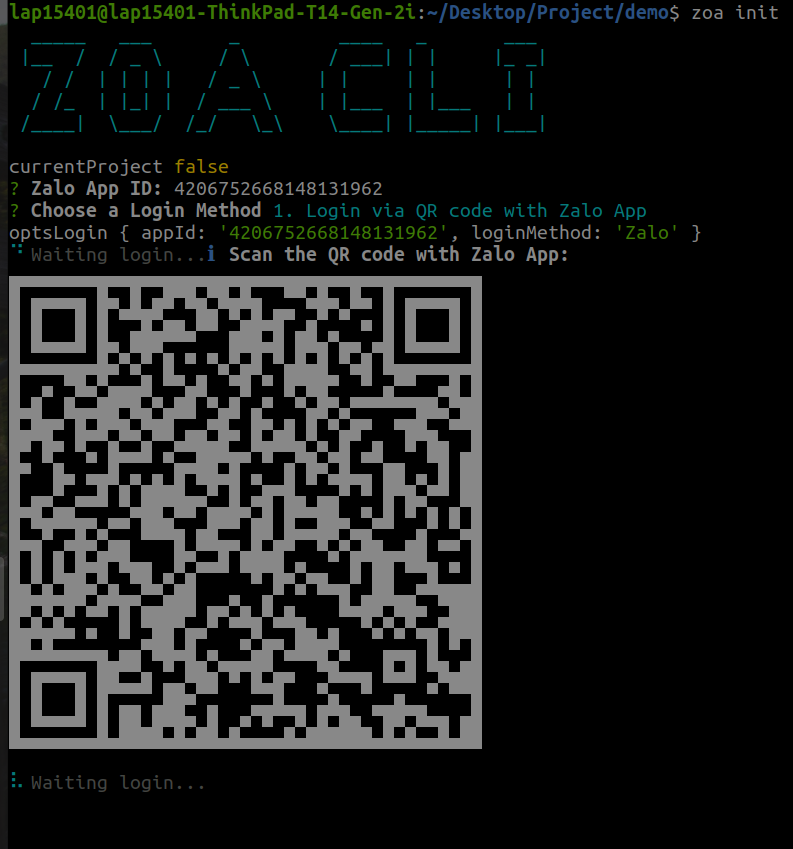 lap15401@lap15401-ThinkPad-T14-Gen-2i:~/Desktop/Project/demo$ zoa init
ZOA CLI
currentProject false
? Zalo App ID: 4206752668148131962
? Choose a Login Method 1. Login via QR code with Zalo App
optsLogin { appId: '4206752668148131962', loginMethod: 'Zalo' }
⠙ Waiting login...ℹ Scan the QR code with Zalo App:
⠧ Waiting login...